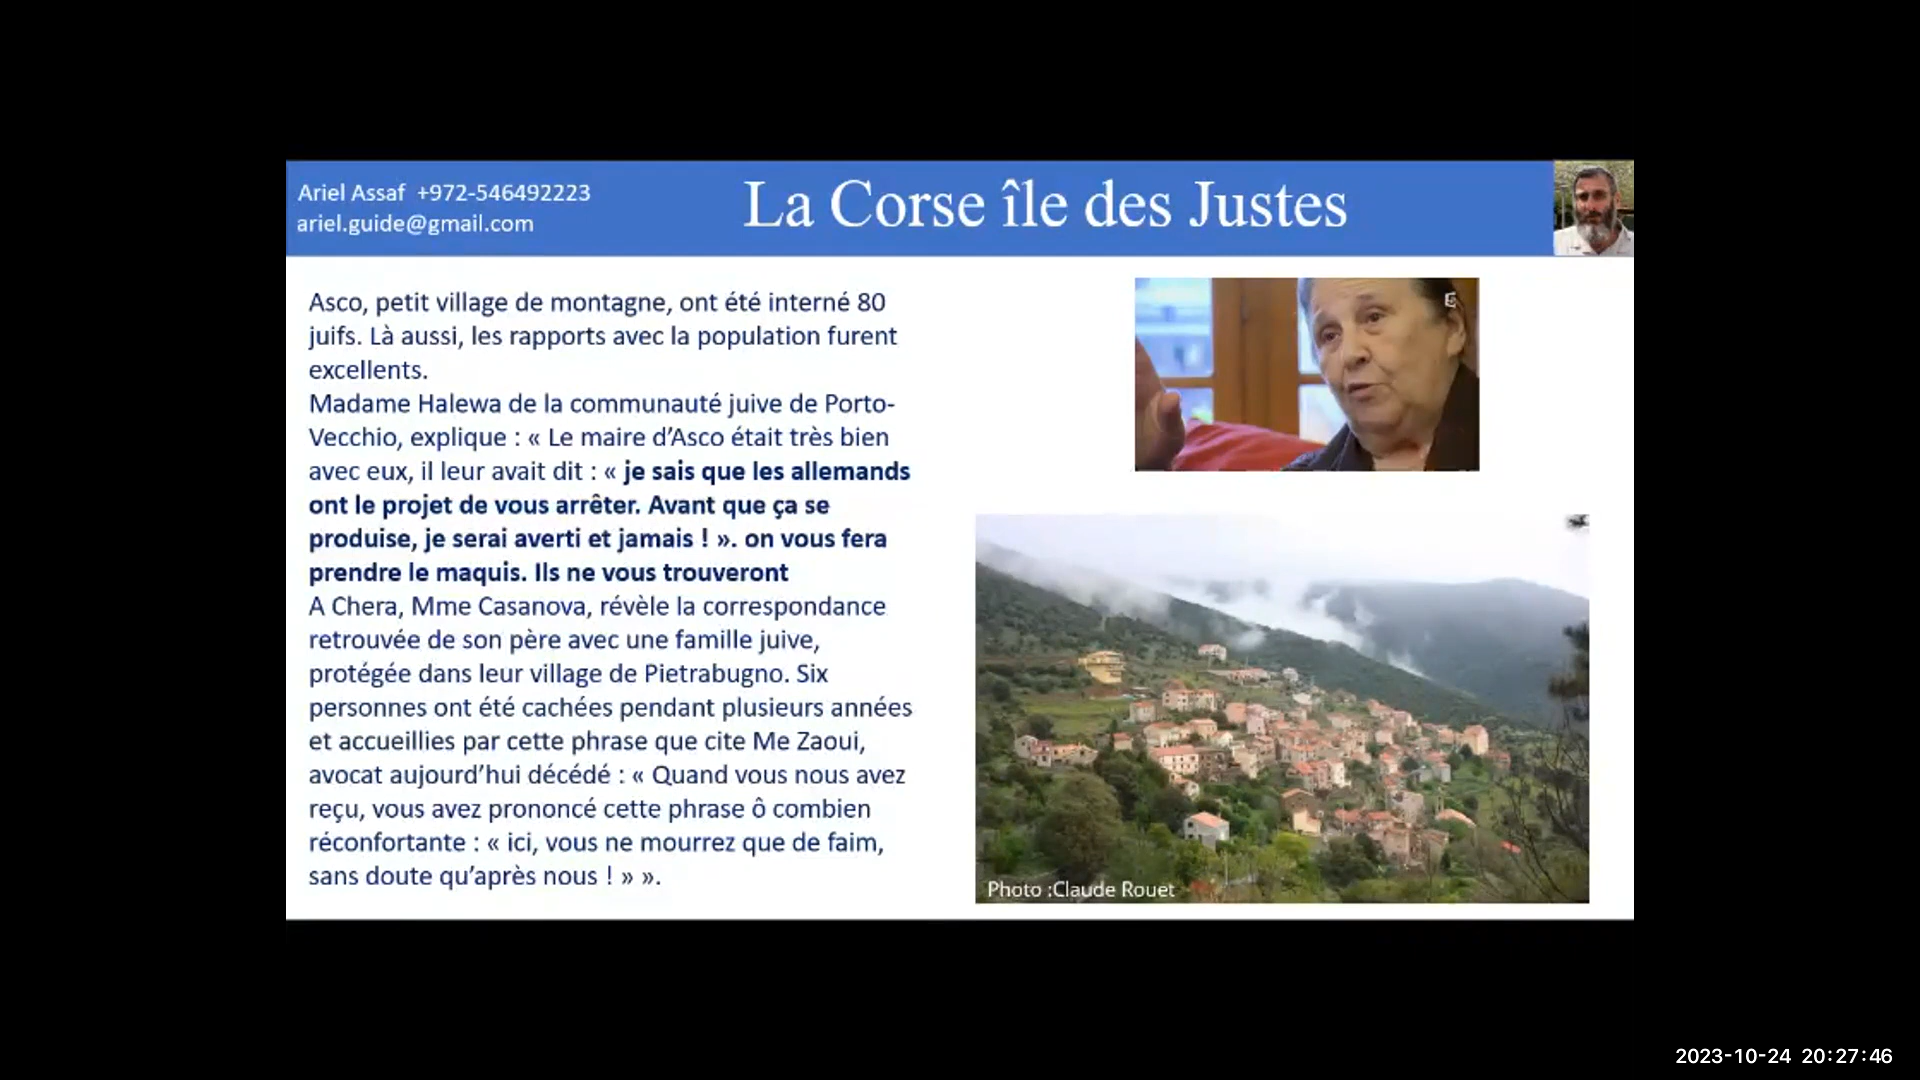 Ariel Assaf +972-546492223
ariel.guide@gmail.com
La Corse île des Justes
Asco, petit village de montagne, ont été interné 80
juifs. Là aussi, les rapports avec la population furent
excellents.
Madame Halewa de la communauté juive de Porto-
Vecchio, explique : « Le maire d’Asco était très bien
avec eux, il leur avait dit : « je sais que les allemands
ont le projet de vous arrêter. Avant que ça se
produise, je serai averti et jamais ! ». on vous fera
prendre le maquis. Ils ne vous trouveront
A Chera, Mme Casanova, révèle la correspondance
retrouvée de son père avec une famille juive,
protégée dans leur village de Pietrabugno. Six
personnes ont été cachées pendant plusieurs années
et accueillies par cette phrase que cite Me Zaoui,
avocat aujourd’hui décédé : « Quand vous nous avez
reçu, vous avez prononcé cette phrase ô combien
réconfortante : « ici, vous ne mourrez que de faim,
sans doute qu’après nous ! » ».
Photo :Claude Rouet
2023-10-24 20:27:46